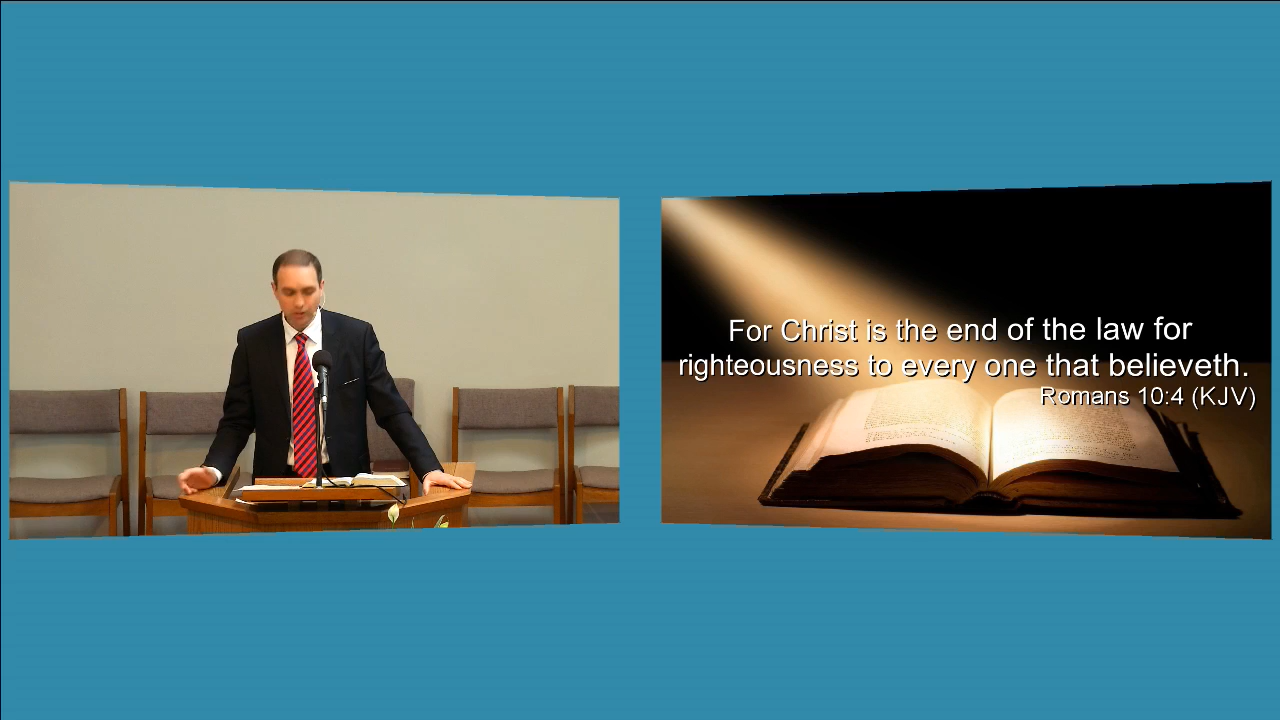 For Christ is the end of the law for
righteousness to every one that believeth.
Romans 10:4 (KJV)